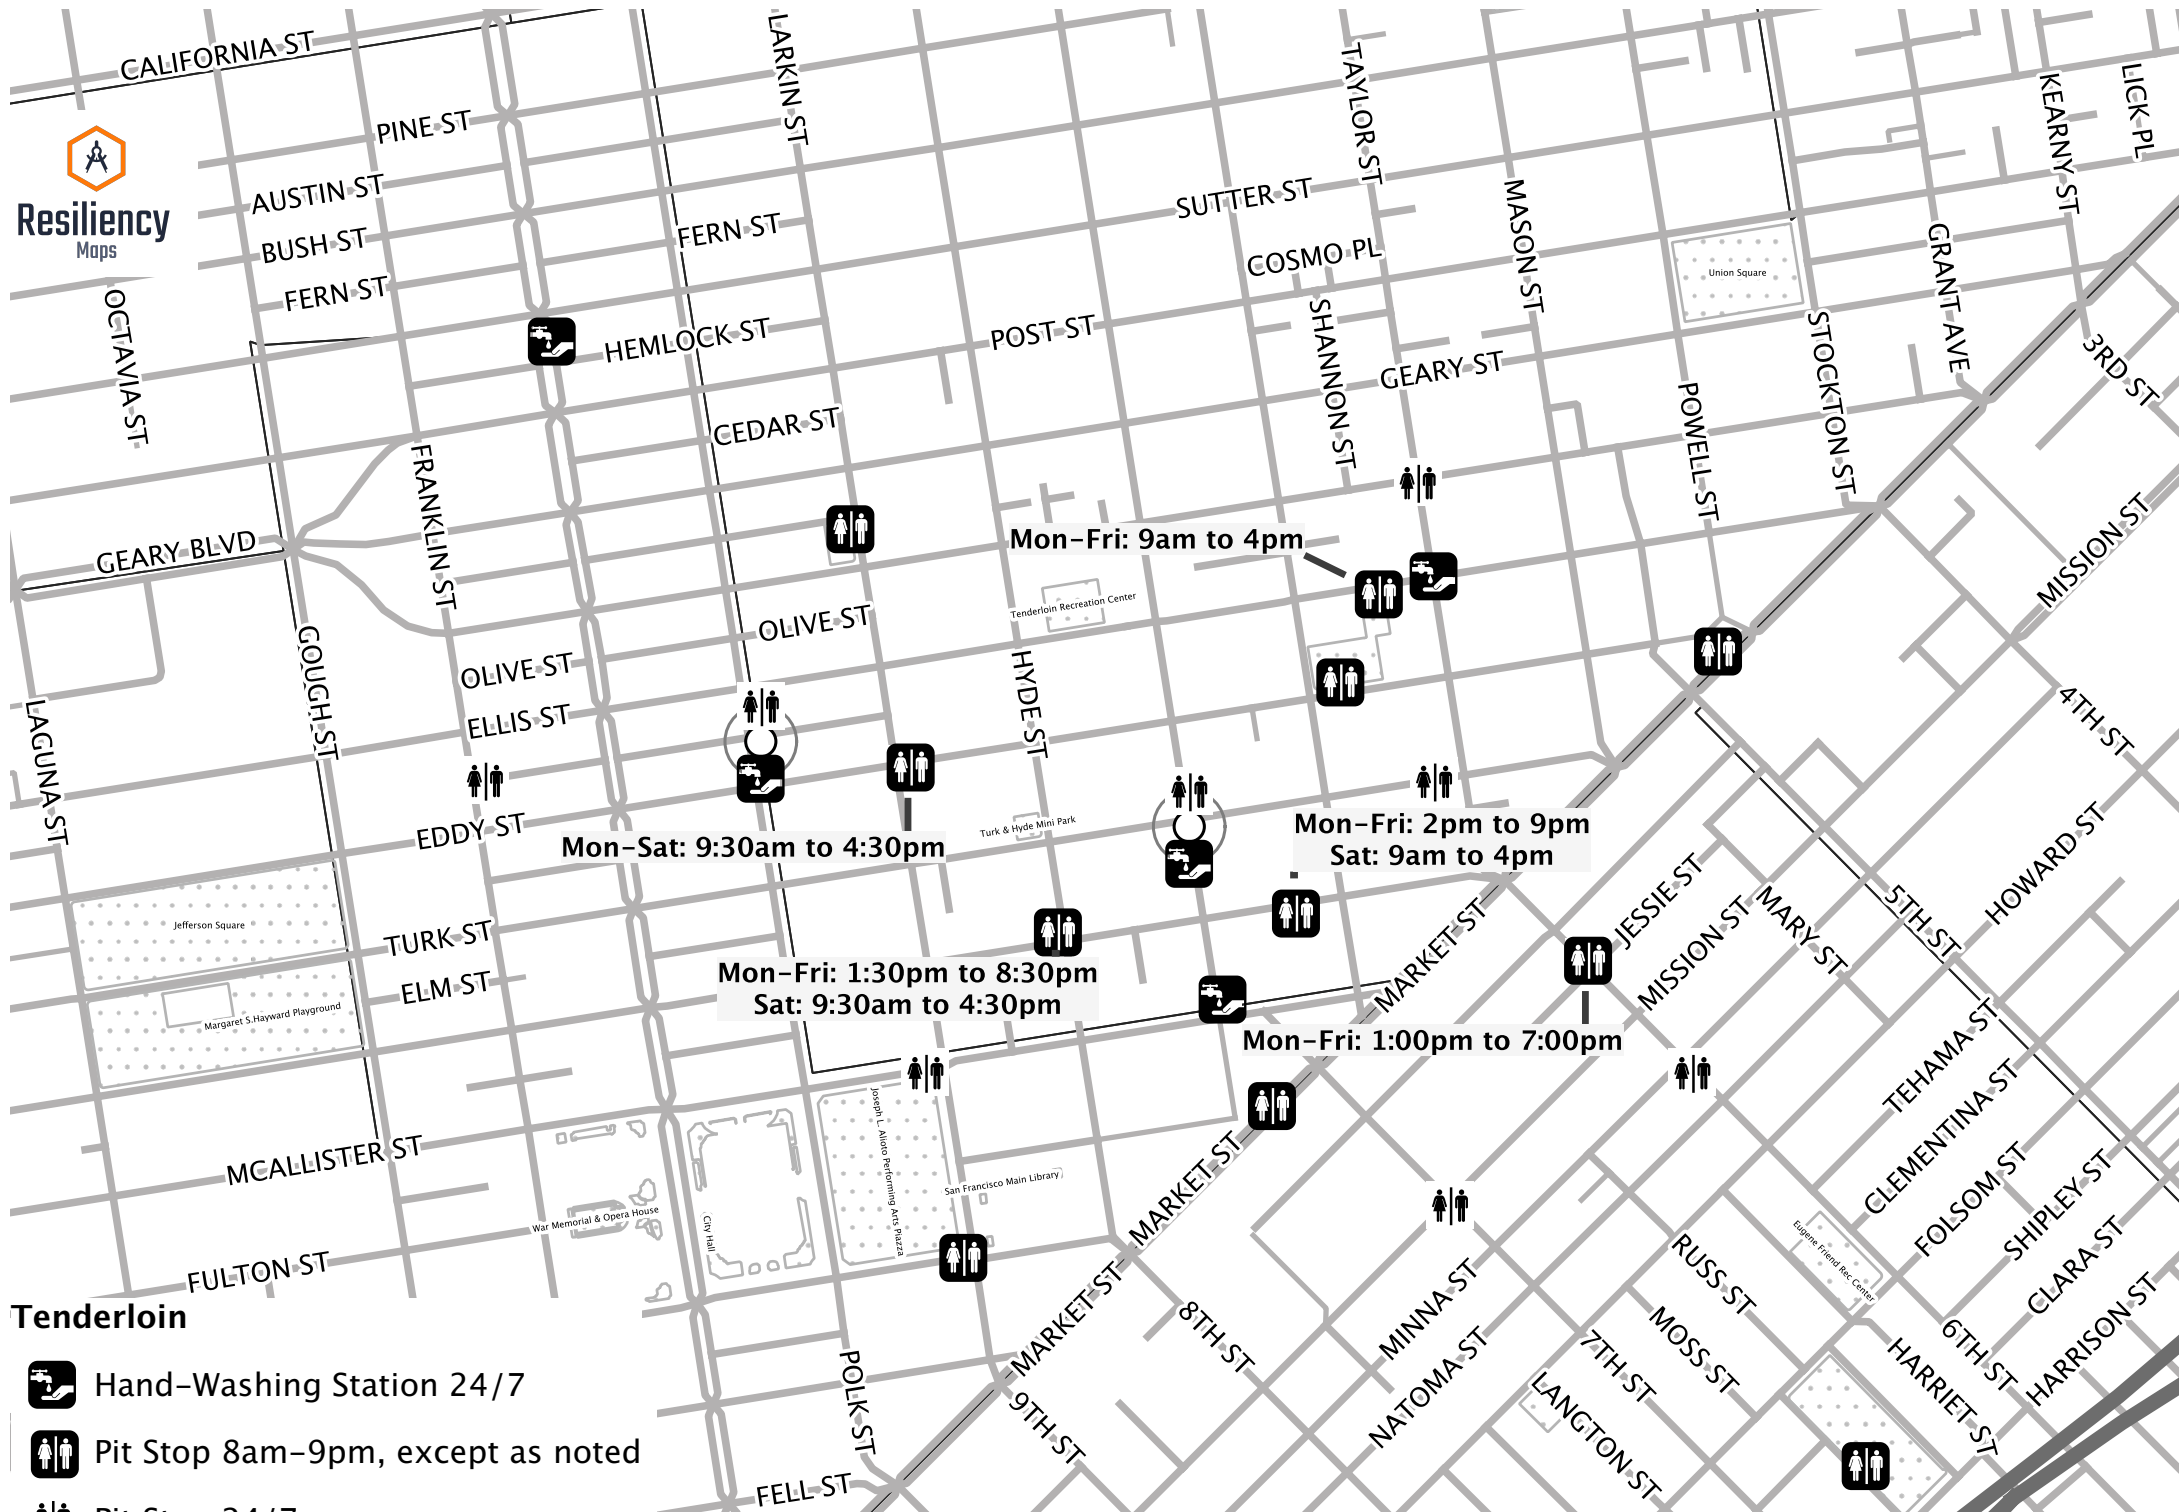 CALIFORNIA ST
LARKIN ST
TAYLOR ST
KEARNY ST
LICK PL
PINE ST
Resiliency
Maps
AUSTIN ST
SUTTER ST
MASON ST
BUSH ST
FERN ST
COSMO PL
GRANT AVE
Union Square
FERN ST
OCTAVIA ST
HEMLOCK ST
POST ST
SHANNON ST
STOCKTON ST
3RD ST
GEARY ST
CEDAR ST
POWELL ST
FRANKLIN ST
MISSION ST
GEARY BLVD
Mon-Fri: 9am to 4pm
Tenderloin Recreation Center
OLIVE ST
GOUGH ST
OLIVE ST
HYDE ST
LAGUNA ST
ELLIS ST
4TH ST
EDDY ST
Turk & Hyde Mini Park
Mon-Sat: 9:30am to 4:30pm
Mon-Fri: 2pm to 9pm
Sat: 9am to 4pm
HOWARD ST
JESSIE ST
MARY ST
5TH ST
Jefferson Square
TURK ST
MARKET ST
MISSION ST
Mon-Fri: 1:30pm to 8:30pm
Sat: 9:30am to 4:30pm
ELM ST
Margaret S.Hayward Playground
Mon-Fri: 1:00pm to 7:00pm
TEHAMA ST
CLEMENTINA ST
Joseph L. Alioto Performing Arts Piazza
MCALLISTER ST
San Francisco Main Library
MARKET ST
FOLSOM ST
SHIPLEY ST
War Memorial & Opera House
City Hall
Eugene Friend Rec Center
CLARA ST
FULTON ST
MARKET ST
RUSS ST
MINNA ST
8TH ST
MOSS ST
7TH ST
6TH ST
HARRISON ST
HARRIET ST
NATOMA ST
LANGTON ST
POLK ST
9TH ST
FELL ST
Tenderloin
Hand-Washing Station 24/7
Pit Stop 8am-9pm, except as noted
Pit Stop 24/7